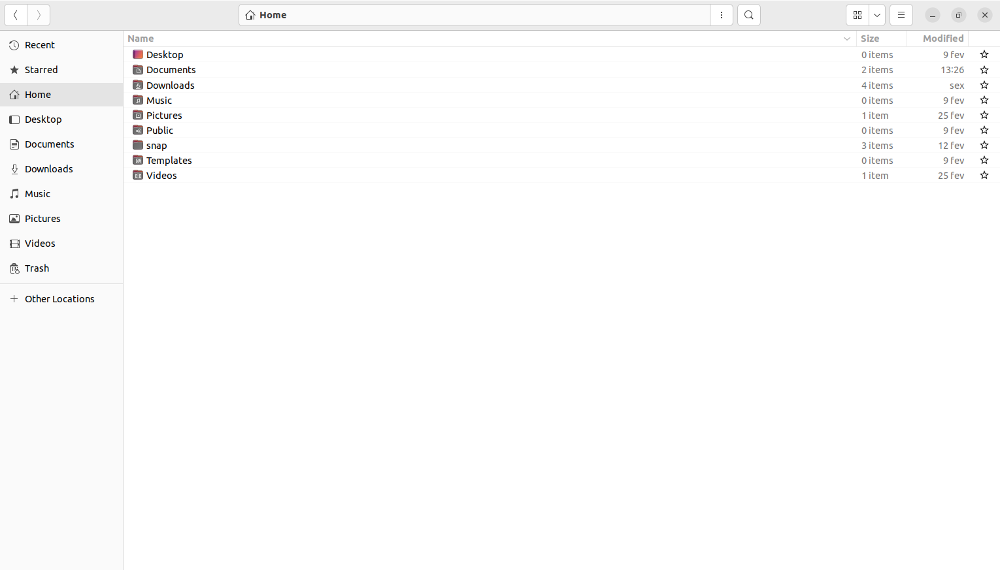 Home
Recent
Starred
Home
Desktop
Documents
Downloads
Music
Pictures
Videos
Trash
Other Locations
Name Size Modified
Desktop 0 items 9 fev
Documents 2 items 13:26
Downloads 4 items sex
Music 0 items 9 fev
Pictures 1 item 25 fev
Public 0 items 9 fev
snap 3 items 12 fev
Templates 0 items 9 fev
Videos 1 item 25 fev